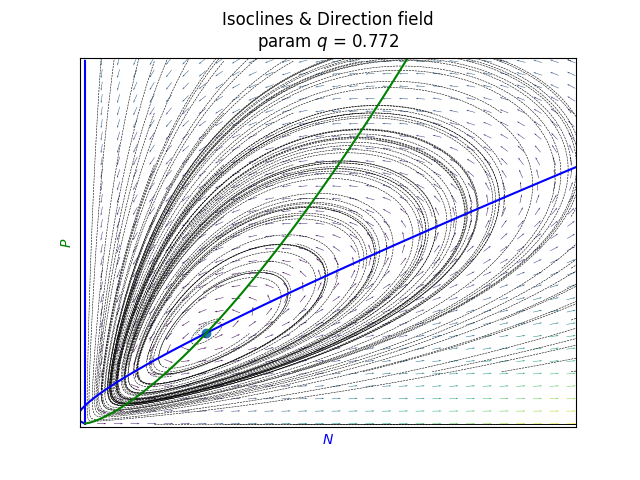 Isoclines & Direction field
param q = 0.772
P
N